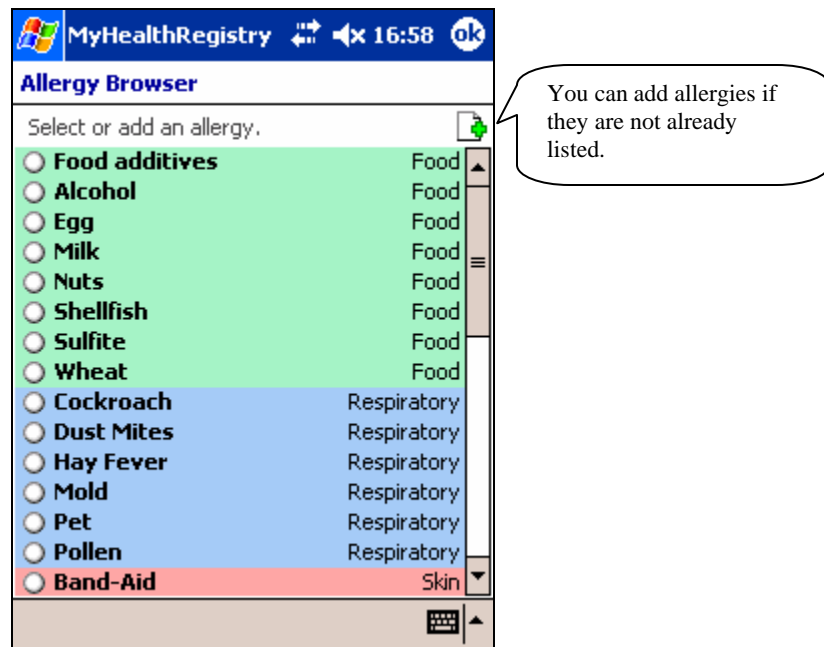 MyHealthRegistry 16:58 ok
Allergy Browser
Select or add an allergy.
Food additives Food
Alcohol Food
Egg Food
Milk Food
Nuts Food
Shellfish Food
Sulfite Food
Wheat Food
Cockroach Respiratory
Dust Mites Respiratory
Hay Fever Respiratory
Mold Respiratory
Pet Respiratory
Pollen Respiratory
Band-Aid Skin
You can add allergies if
they are not already
listed.